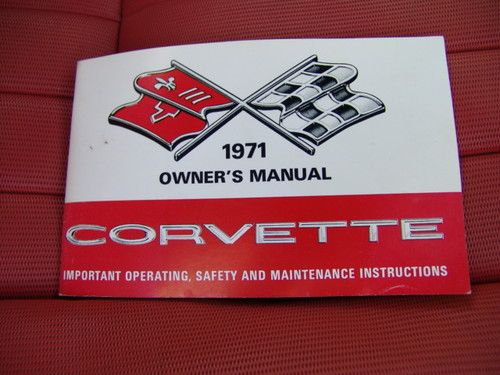 1971
OWNER'S MANUAL
CORVETTE
IMPORTANT OPERATING, SAFETY AND MAINTENANCE INSTRUCTIONS